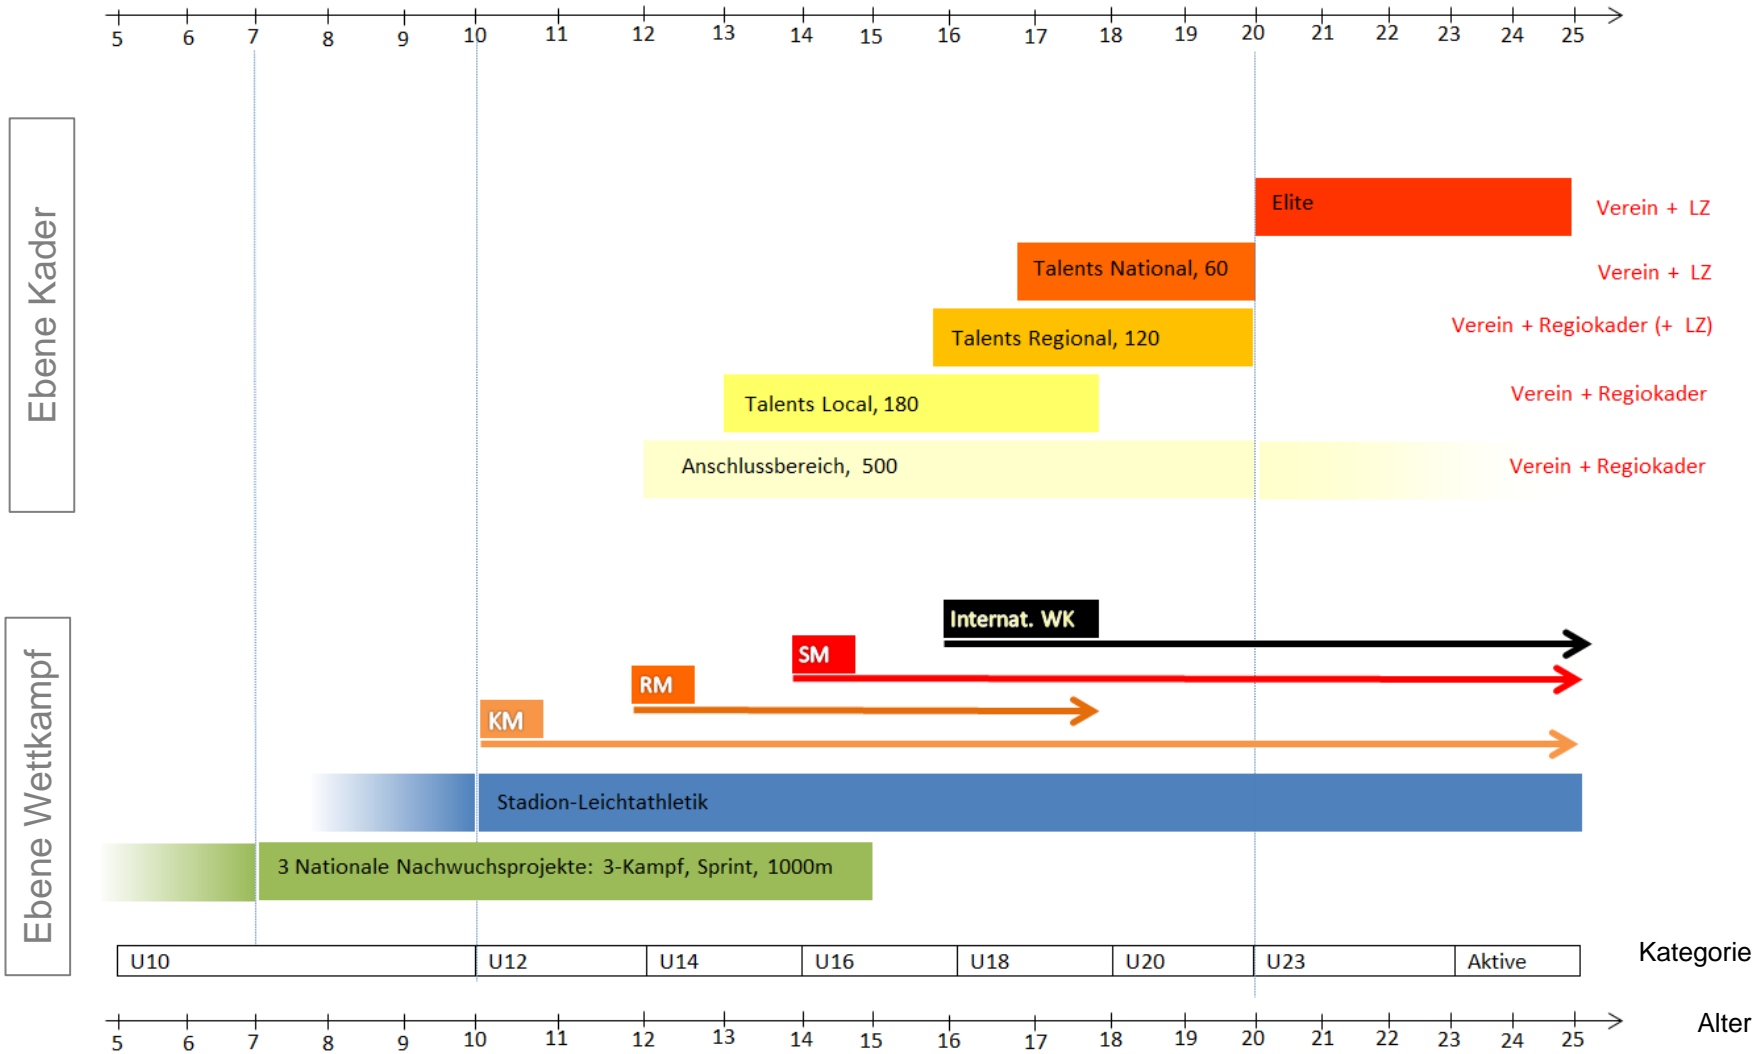 5 6 7 8 9 10 11 12 13 14 15 16 17 18 19 20 21 22 23 24 25
Ebene Kader
Elite
Verein + LZ
Talents National, 60
Verein + LZ
Talents Regional, 120
Verein + Regiokader (+ LZ)
Talents Local, 180
Verein + Regiokader
Anschlussbereich, 500
Verein + Regiokader
Ebene Wettkampf
Internat. WK
SM
RM
KM
Stadion-Leichtathletik
3 Nationale Nachwuchsprojekte: 3-Kampf, Sprint, 1000m
U10 U12 U14 U16 U18 U20 U23 Aktive
Kategorie
Alter
5 6 7 8 9 10 11 12 13 14 15 16 17 18 19 20 21 22 23 24 25